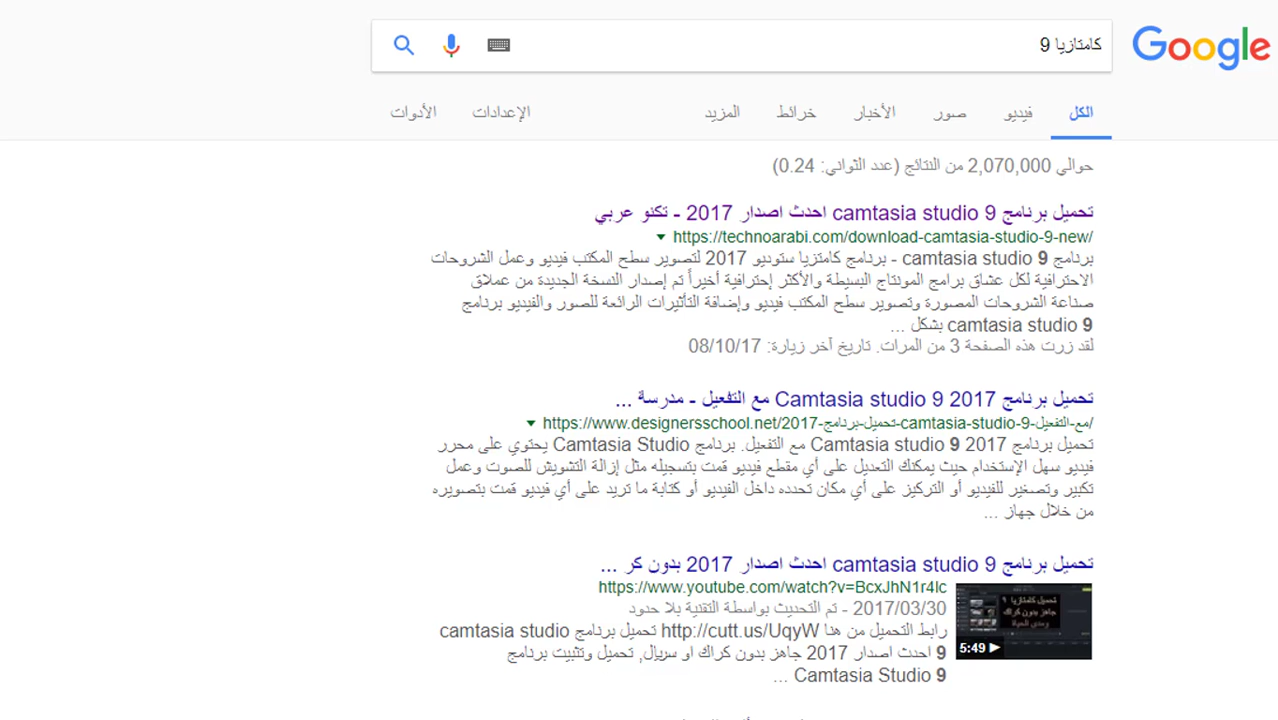 Google
كامتازيا 9
الكل فيديو صور الأخبار خرائط المزيد الإعدادات الأدوات
حوالي 2,070,000 من النتائج (عدد الثواني: 0.24)
تحميل برنامج camtasia studio 9 احدث اصدار 2017 - تكنو عربي
https://technoarabi.com/download-camtasia-studio-9-new/
برنامج camtasia studio 9 - برنامج كامتزيا ستوديو 2017 لتصوير سطح المكتب فيديو وعمل الشروحات
الاحترافية لكل عشاق برامج المونتاج البسيطة والأكثر إحترافية أخيراً تم إصدار النسخة الجديدة من عملاق
صناعة الشروحات المصورة وتصوير سطح المكتب فيديو وإضافة التأثيرات الرائعة للصور والفيديو برنامج
camtasia studio 9 بشكل ...
لقد زرت هذه الصفحة 3 من المرات. تاريخ آخر زيارة: 08/10/17
تحميل برنامج Camtasia studio 9 2017 مع التفعيل - مدرسة ...
https://www.designersschool.net/2017-تحميل-برنامج-camtasia-studio-9-مع-التفعيل/
تحميل برنامج Camtasia studio 9 2017 مع التفعيل. برنامج Camtasia Studio يحتوي على محرر
فيديو سهل الإستخدام حيث يمكنك التعديل على أي مقطع فيديو قمت بتسجيله مثل إزالة التشويش للصوت وعمل
تكبير وتصغير للفيديو أو التركيز على أي مكان تحدده داخل الفيديو أو كتابة ما تريد على أي فيديو قمت بتصويره
من خلال جهاز ...
تحميل برنامج camtasia studio 9 احدث اصدار 2017 بدون كر ...
https://www.youtube.com/watch?v=BcxJhN1r4Ic
2017/03/30 - تم التحديث بواسطة التقنية بلا حدود
رابط التحميل من هنا http://cutt.us/UqyW تحميل برنامج camtasia studio
9 احدث اصدار 2017 جاهز بدون كراك او سريال, تحميل وتثبيت برنامج
Camtasia Studio 9 ...
تحميل كامتازيا 9
جاهز بدون كراك
5:49